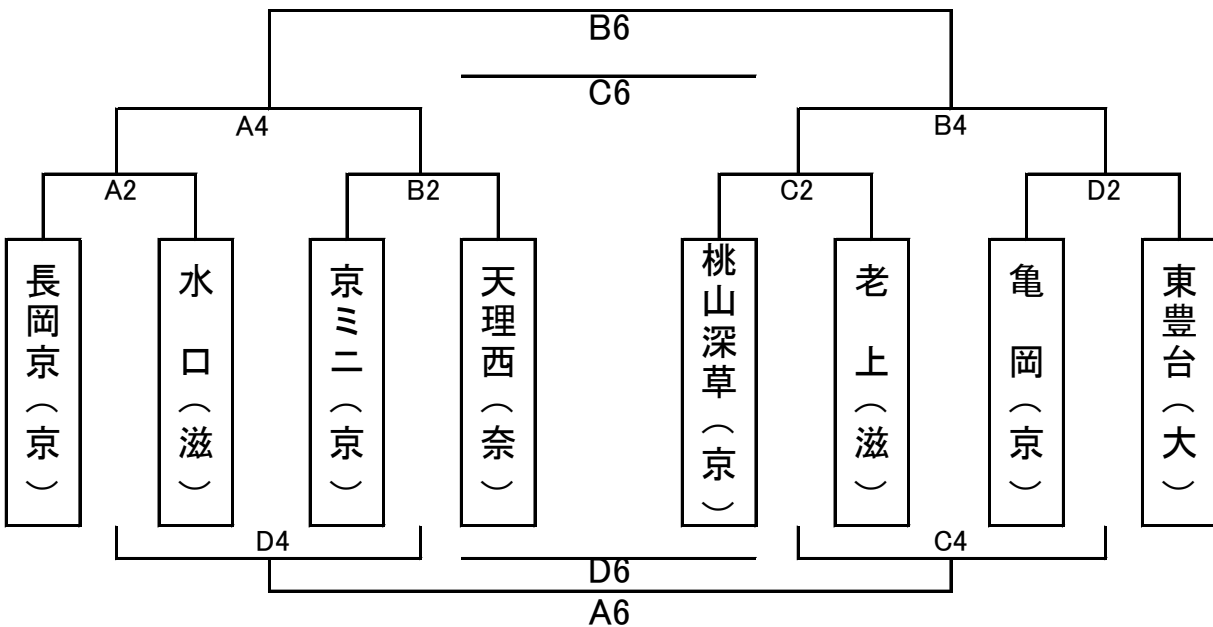 B6
C6
A4
B4
A2
B2
C2
D2
長岡京（京）
水口（滋）
京ミニ（京）
天理西（奈）
桃山深草（京）
老上（滋）
亀岡（京）
東豊台（大）
D4
C4
D6
A6